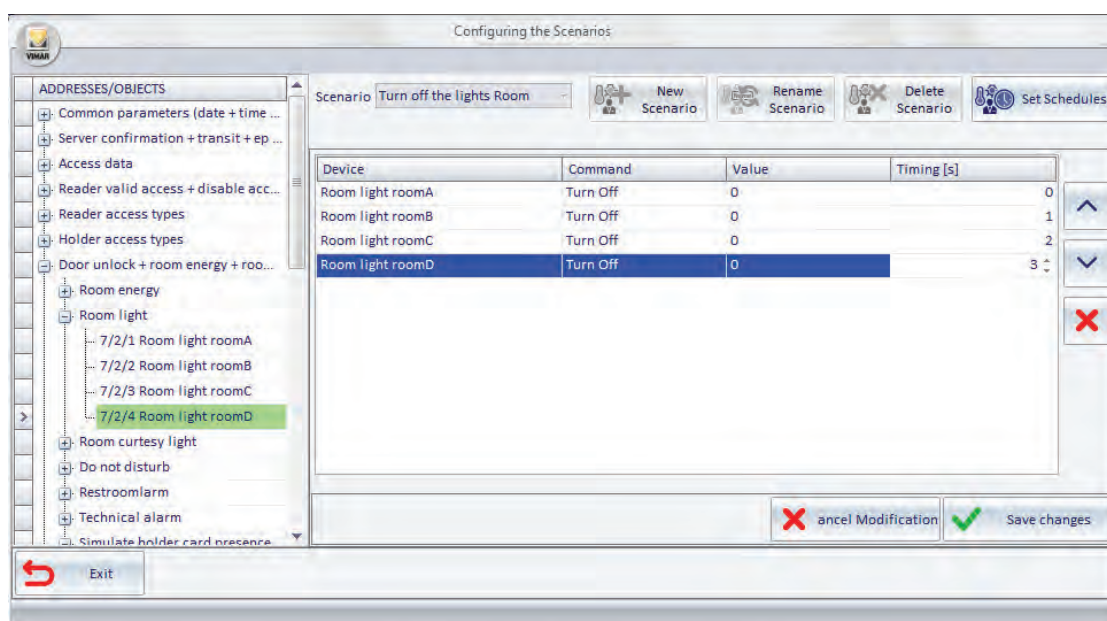 Configuring the Scenarios
VIMAR
ADDRESSES/OBJECTS
Common parameters (date + time ...
Server confirmation + transit + ep ...
Access data
Reader valid access + disable acc...
Reader access types
Holder access types
Door unlock + room energy + roo...
Room energy
Room light
7/2/1 Room light roomA
7/2/2 Room light roomB
7/2/3 Room light roomC
7/2/4 Room light roomD
Room curtesy light
Do not disturb
Restroomlarm
Technical alarm
Simulate holder card presence
Scenario Turn off the lights Room
New Scenario
Rename Scenario
Delete Scenario
Set Schedules
Device Command Value Timing [s]
Room light roomA Turn Off 0 0
Room light roomB Turn Off 0 1
Room light roomC Turn Off 0 2
Room light roomD Turn Off 0 3
ancel Modification
Save changes
Exit